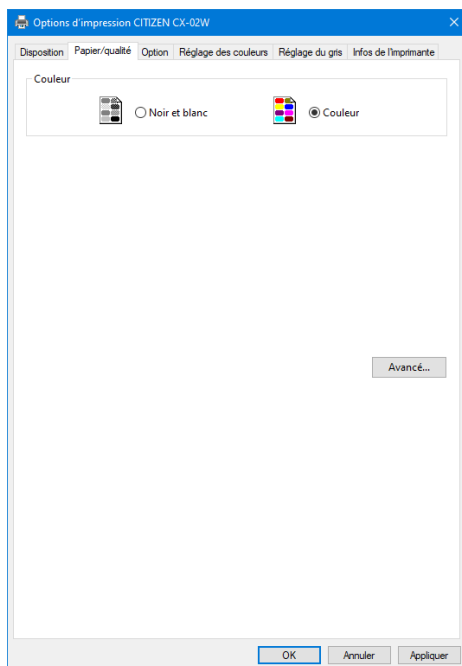 Options d'impression CITIZEN CX-02W
Disposition Papier/qualité Option Réglage des couleurs Réglage du gris Infos de l'imprimante
Couleur
Noir et blanc Couleur
Avancé...
OK Annuler Appliquer